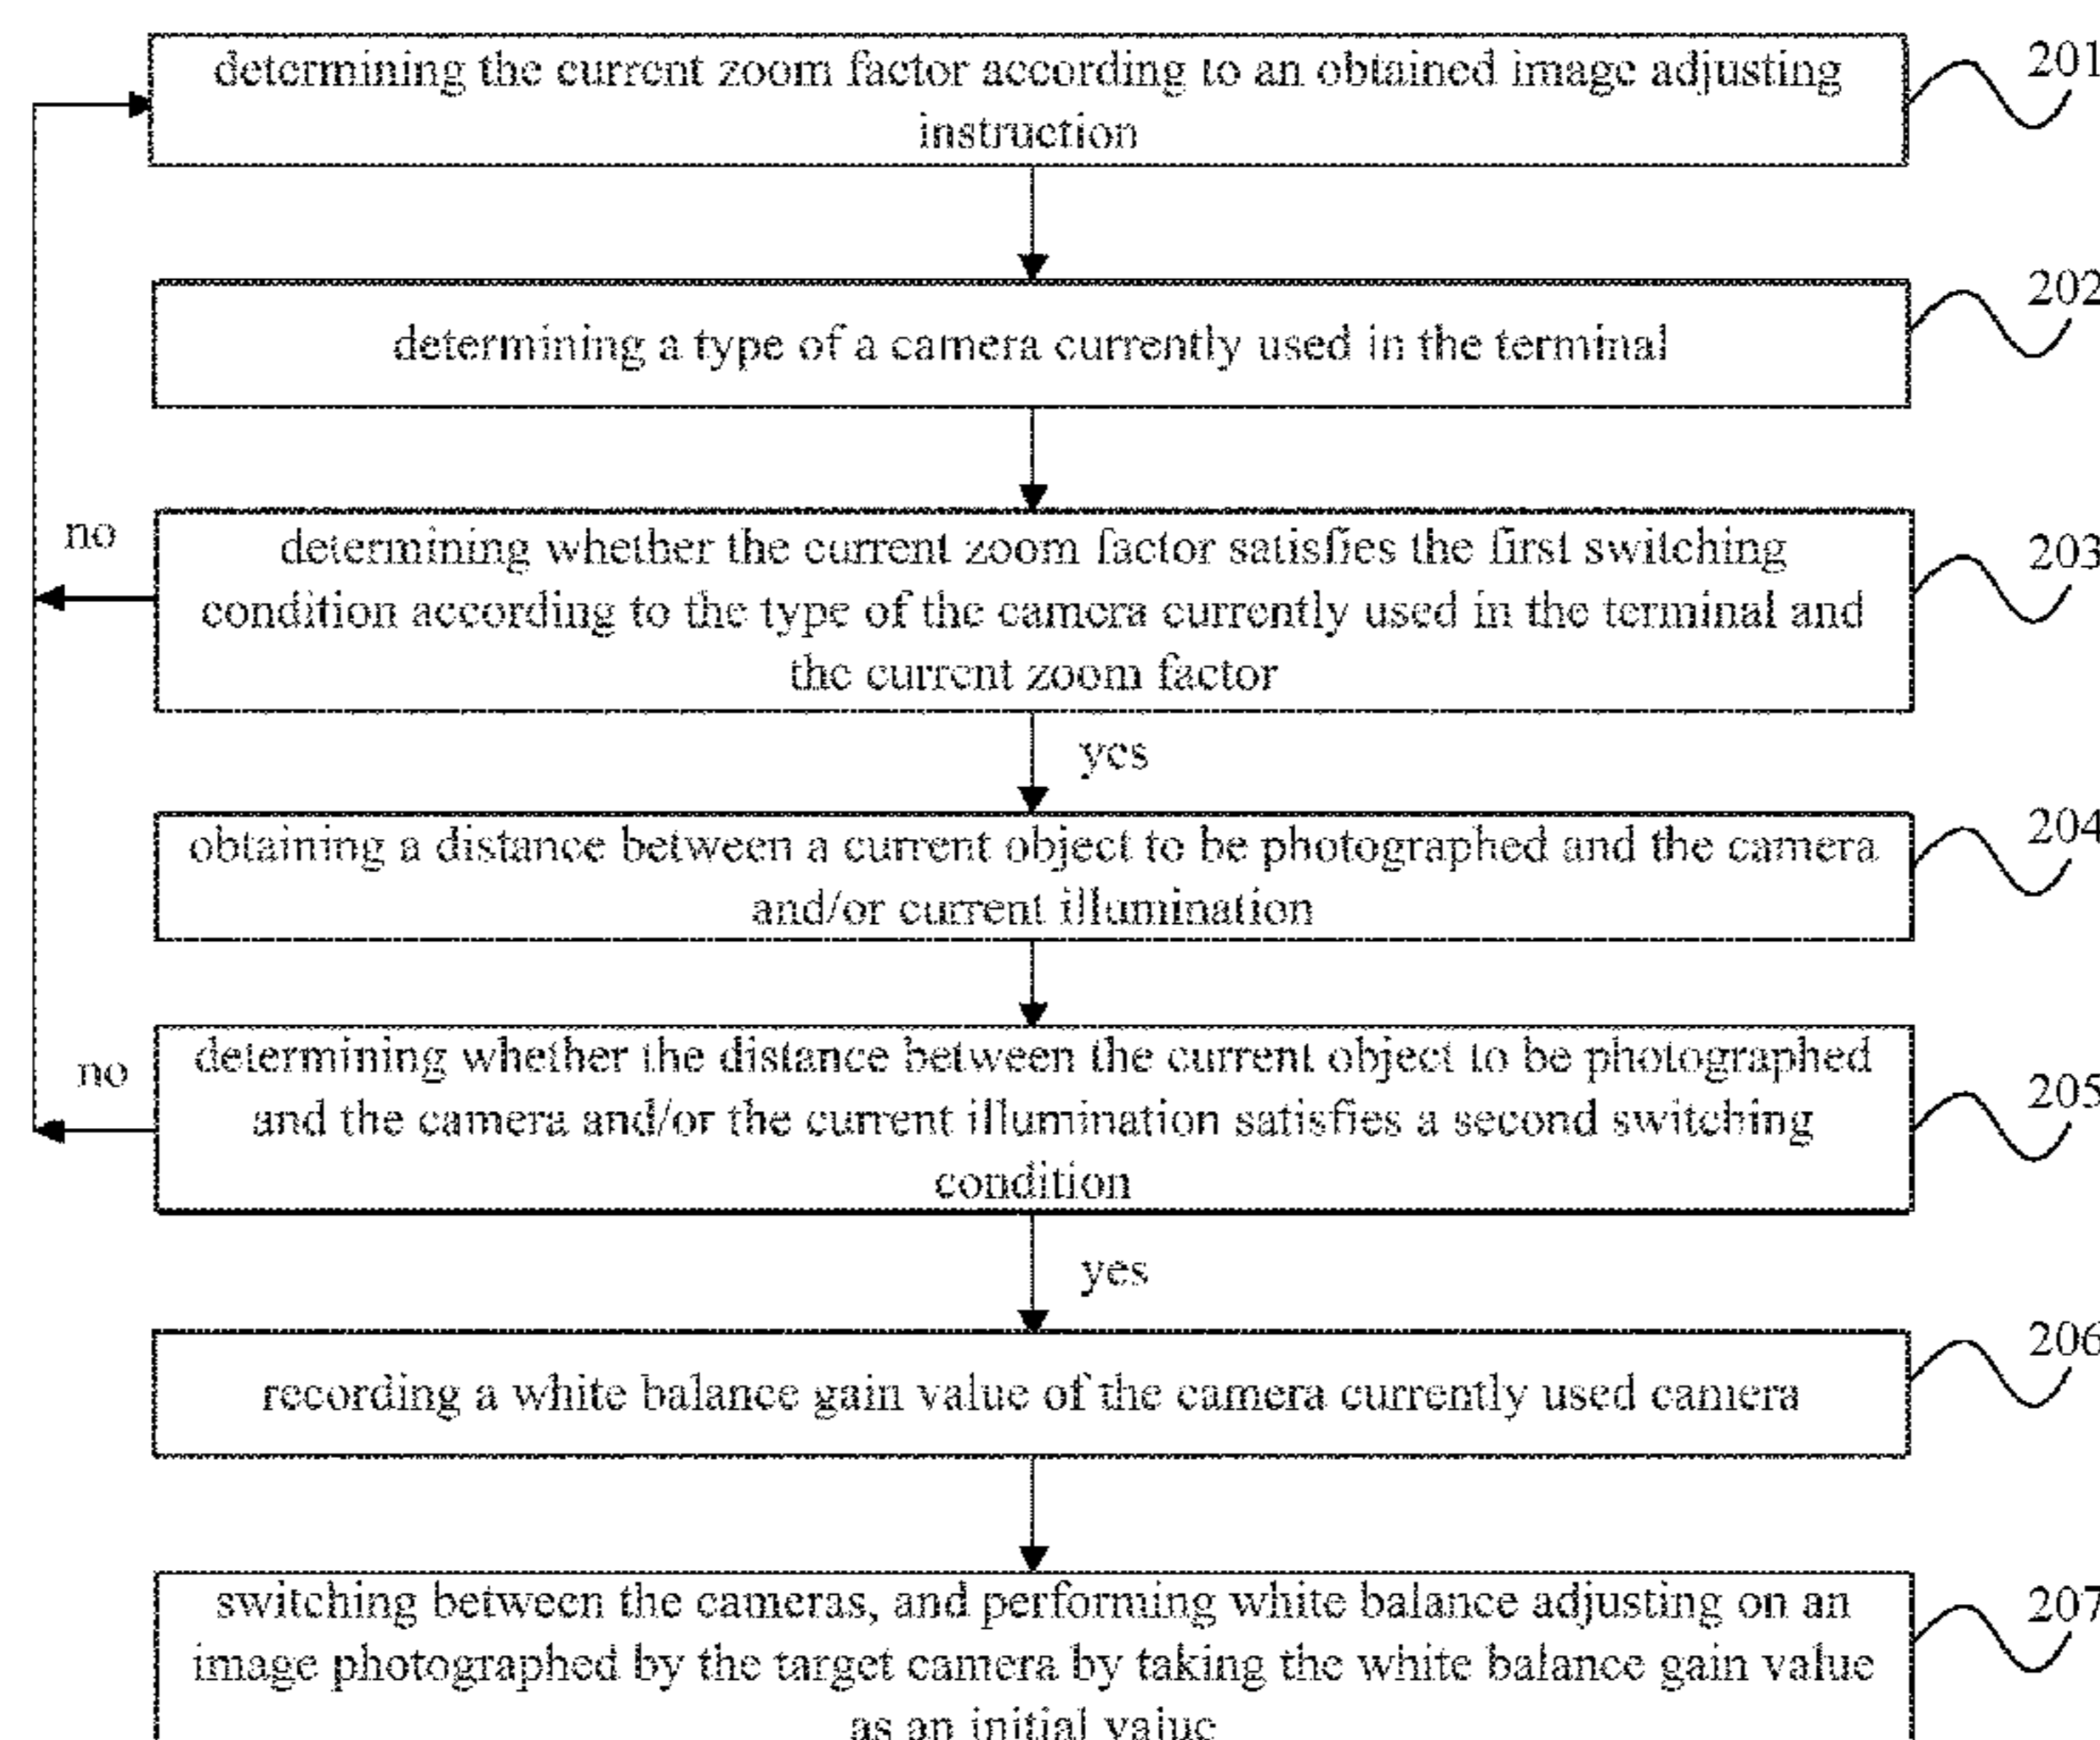 determining the current zoom factor according to an obtained image adjusting
instruction
201
determining a type of a camera currently used in the terminal
202
no
determining whether the current zoom factor satisfies the first switching
condition according to the type of the camera currently used in the terminal and
the current zoom factor
203
yes
obtaining a distance between a current object to be photographed and the camera
and/or current illumination
204
no
determining whether the distance between the current object to be photographed
and the camera and/or the current illumination satisfies a second switching
condition
205
yes
recording a white balance gain value of the camera currently used camera
206
switching between the cameras, and performing white balance adjusting on an
image photographed by the target camera by taking the white balance gain value
as an initial value
207